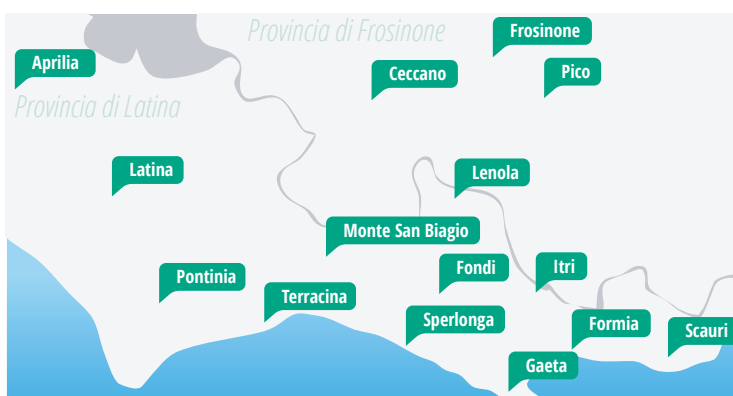 Provincia di Frosinone
Frosinone
Aprilia
Ceccano
Pico
Provincia di Latina
Latina
Lenola
Monte San Biagio
Fondi
Itri
Pontinia
Terracina
Sperlonga
Formia
Scauri
Gaeta